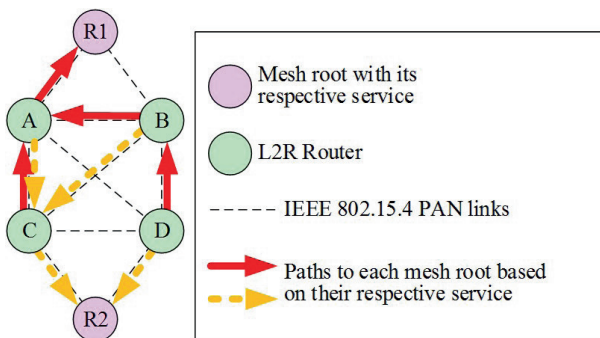 R1
A
B
C
D
R2
Mesh root with its
respective service
L2R Router
IEEE 802.15.4 PAN links
Paths to each mesh root based
on their respective service